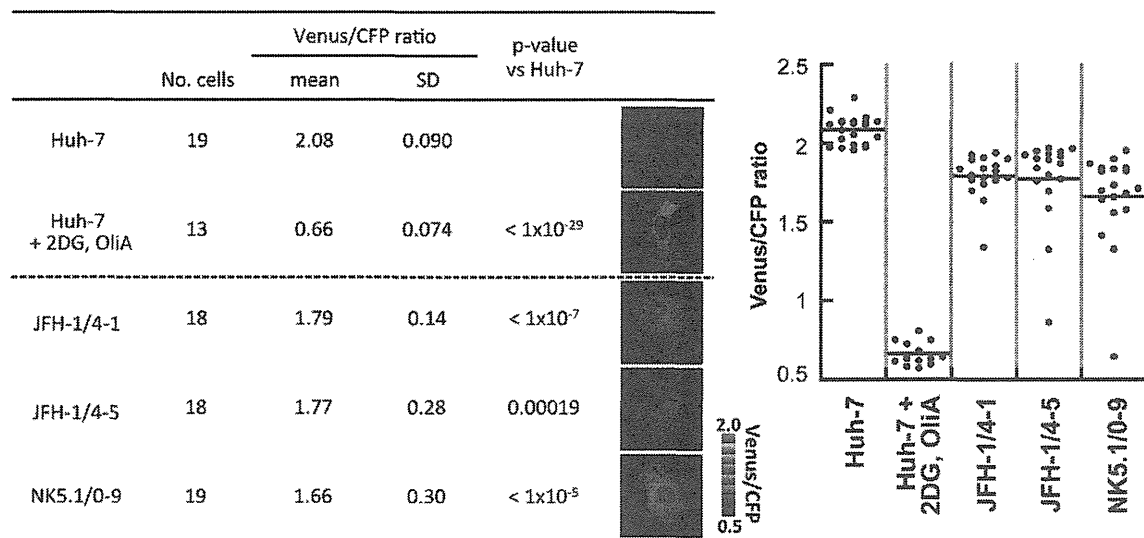 Venus/CFP ratio
p-value
vs Huh-7
No. cells mean SD
Huh-7 19 2.08 0.090
Huh-7
+ 2DG, OliA 13 0.66 0.074 < 1x10⁻²⁹
JFH-1/4-1 18 1.79 0.14 < 1x10⁻⁷
JFH-1/4-5 18 1.77 0.28 0.00019
NK5.1/0-9 19 1.66 0.30 < 1x10⁻⁵
2.0
Venus/CFP
0.5
Venus/CFP ratio
2.5
2
1.5
1
0.5
Huh-7
Huh-7 +
2DG, OliA
JFH-1/4-1
JFH-1/4-5
NK5.1/0-9